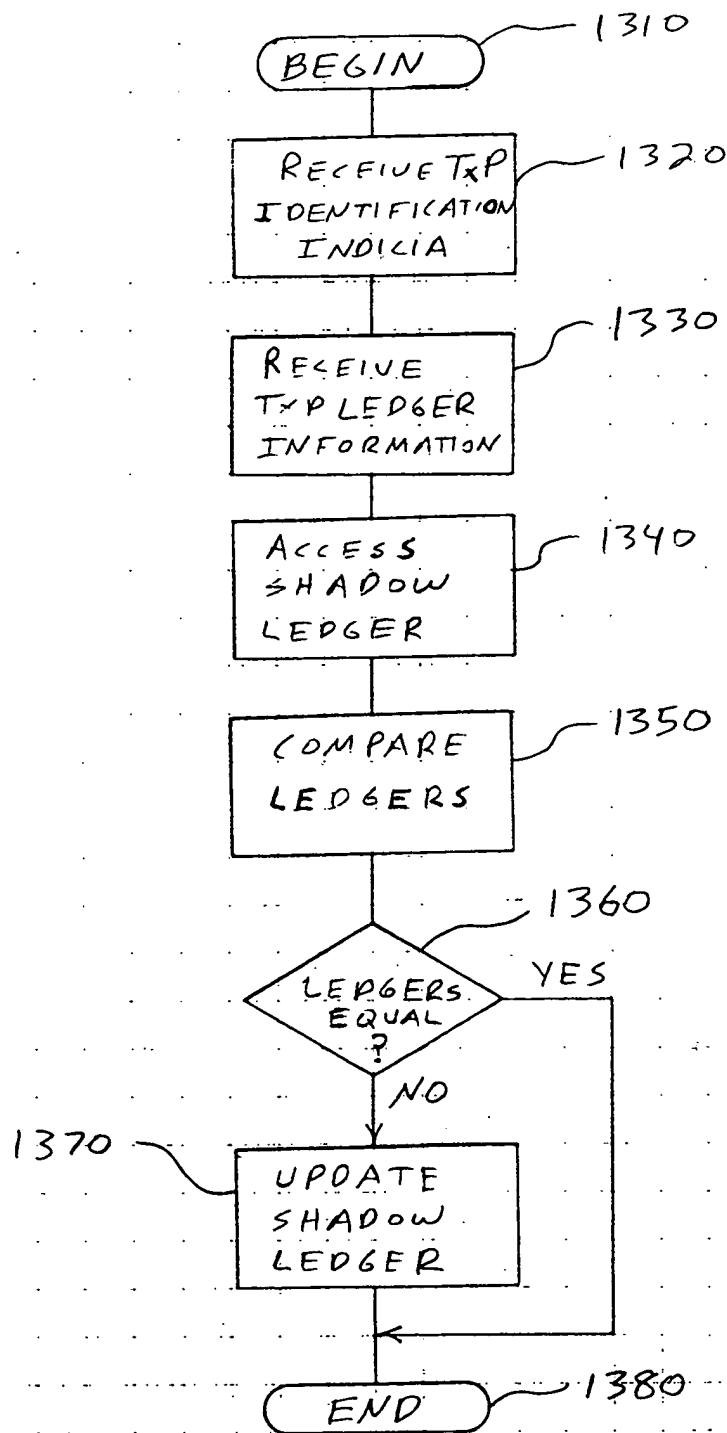 1310
BEGIN
1320
RECEIVE TxP
IDENTIFICATION
INDICIA
1330
RECEIVE
TxP LEDGER
INFORMATION
1340
ACCESS
SHADOW
LEDGER
1350
COMPARE
LEDGERS
1360
LEDGERS
EQUAL
?
YES
NO
1370
UPDATE
SHADOW
LEDGER
1380
END